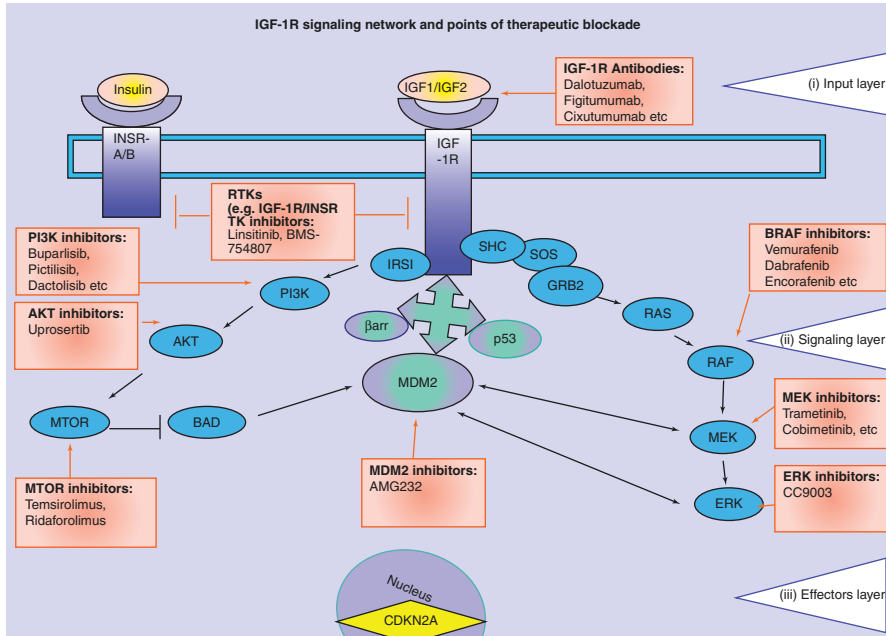 IGF-1R signaling network and points of therapeutic blockade
Insulin
IGF1/IGF2
IGF-1R Antibodies:
Dalotuzumab,
Figitumumab,
Cixutumumab etc
(i) Input layer
INSR-
A/B
IGF
-1R
RTKs
(e.g. IGF-1R/INSR
TK inhibitors:
Linsitinib, BMS-
754807
PI3K inhibitors:
Buparlisib,
Pictilisib,
Dactolisib etc
BRAF inhibitors:
Vemurafenib
Dabrafenib
Encorafenib etc
IRSI
SHC
SOS
GRB2
PI3K
RAS
AKT inhibitors:
Uprosertib
AKT
βarr
p53
(ii) Signaling layer
RAF
MDM2
MEK inhibitors:
Trametinib,
Cobimetinib, etc
MTOR
BAD
MEK
MTOR inhibitors:
Temsirolimus,
Ridaforolimus
MDM2 inhibitors:
AMG232
ERK inhibitors:
CC9003
ERK
Nucleus
CDKN2A
(iii) Effectors layer